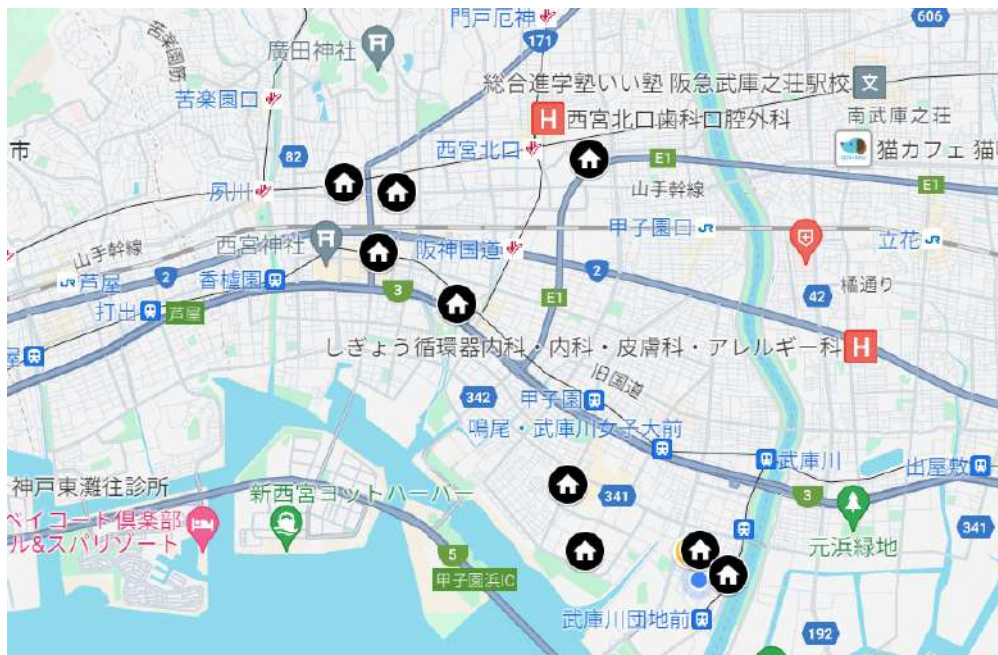 門戸厄神
606
苦楽園筋
廣田神社
171
総合進学塾いい塾 阪急武庫之荘駅校
文
苦楽園口
H
西宮北口歯科口腔外科
南武庫之荘
市
82
西宮北口
E1
猫カフェ 猫
夙川
山手幹線
E1
山手幹線
西宮神社
阪神国道
甲子園口
立花
芦屋
2
香櫨園
3
2
E1
42
橘通り
打出
芦屋
屋
しぎょう循環器内科・内科・皮膚科・アレルギー科
H
旧国道
342
甲子園
鳴尾・武庫川女子大前
武庫川
出屋敷
神戸東灘往診所
新西宮ヨットハーバー
341
3
ベイコート倶楽部
ル&スパリゾート
341
元浜緑地
5
甲子園浜IC
武庫川団地前
192